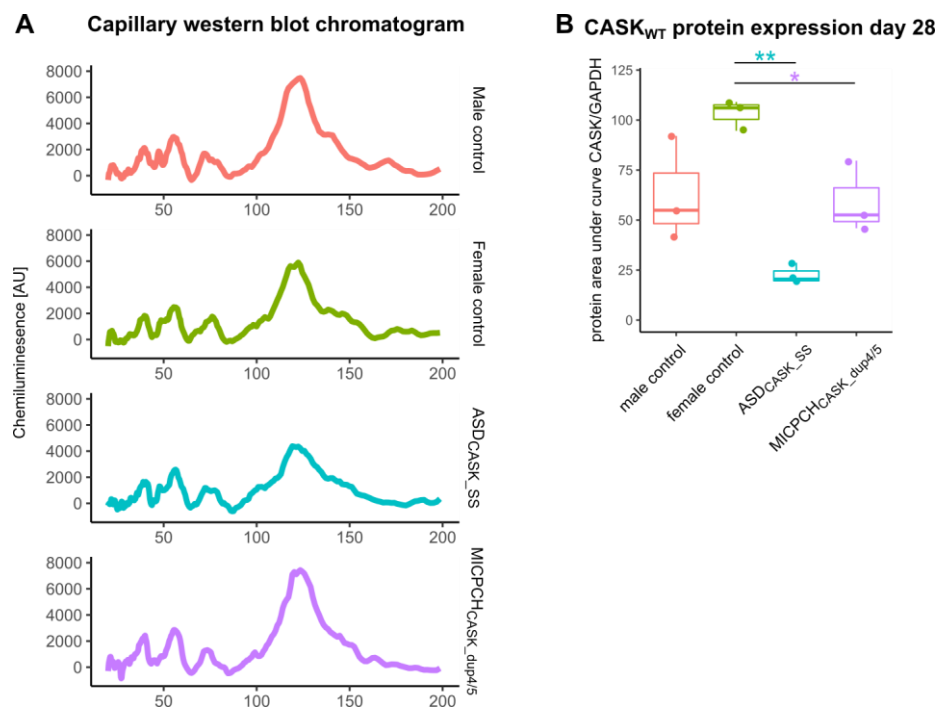 A Capillary western blot chromatogram
Chemiluminesence [AU]
8000
6000
4000
2000
0
50 100 150 200
Male control
8000
6000
4000
2000
0
50 100 150 200
Female control
8000
6000
4000
2000
0
50 100 150 200
ASDCASK_SS
8000
6000
4000
2000
0
50 100 150 200
MICPCHCASK_dup4/5
B CASKWT protein expression day 28
protein area under curve CASK/GAPDH
**
*
125
100
75
50
25
0
male control
female control
ASDCASK_SS
MICPCHCASK_dup4/5